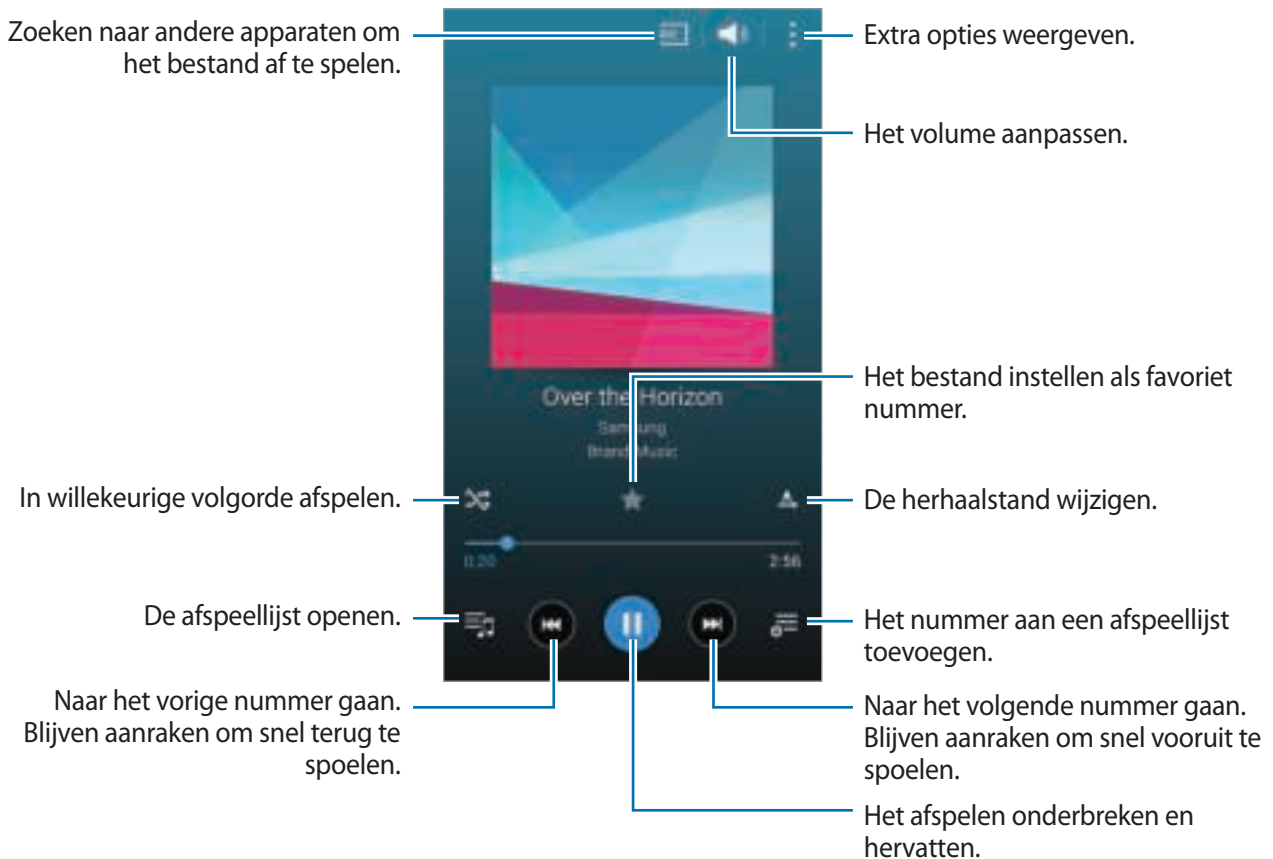 Zoeken naar andere apparaten om
het bestand af te spelen.
Extra opties weergeven.
Het volume aanpassen.
Het bestand instellen als favoriet
nummer.
Over the Horizon
Samsung
Brand Music
In willekeurige volgorde afspelen.
De herhaalstand wijzigen.
0:20
2:56
De afspeellijst openen.
Het nummer aan een afspeellijst
toevoegen.
Naar het vorige nummer gaan.
Blijven aanraken om snel terug te
spoelen.
Naar het volgende nummer gaan.
Blijven aanraken om snel vooruit te
spoelen.
Het afspelen onderbreken en
hervatten.